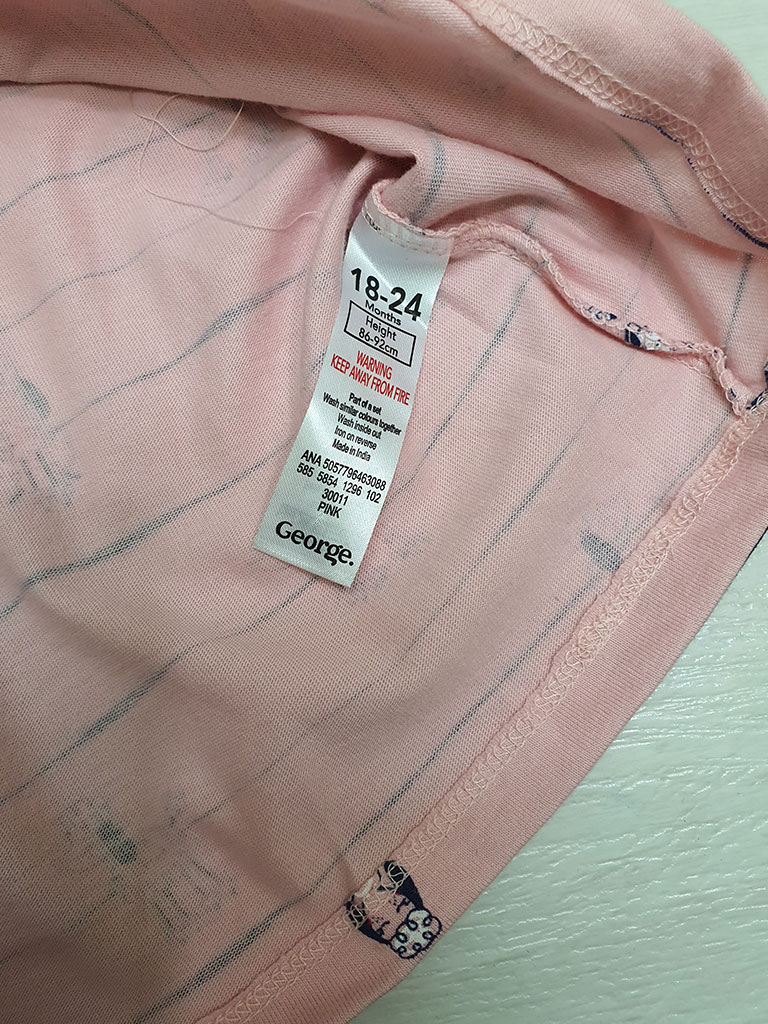 18-24
Months
Height
86-92cm
WARNING
KEEP AWAY FROM FIRE
Part of a set
Wash similar colours together
Wash inside out
Iron on reverse
Made in India
ANA 5057796463088
585 5854 1296 102
30011
PINK
George.